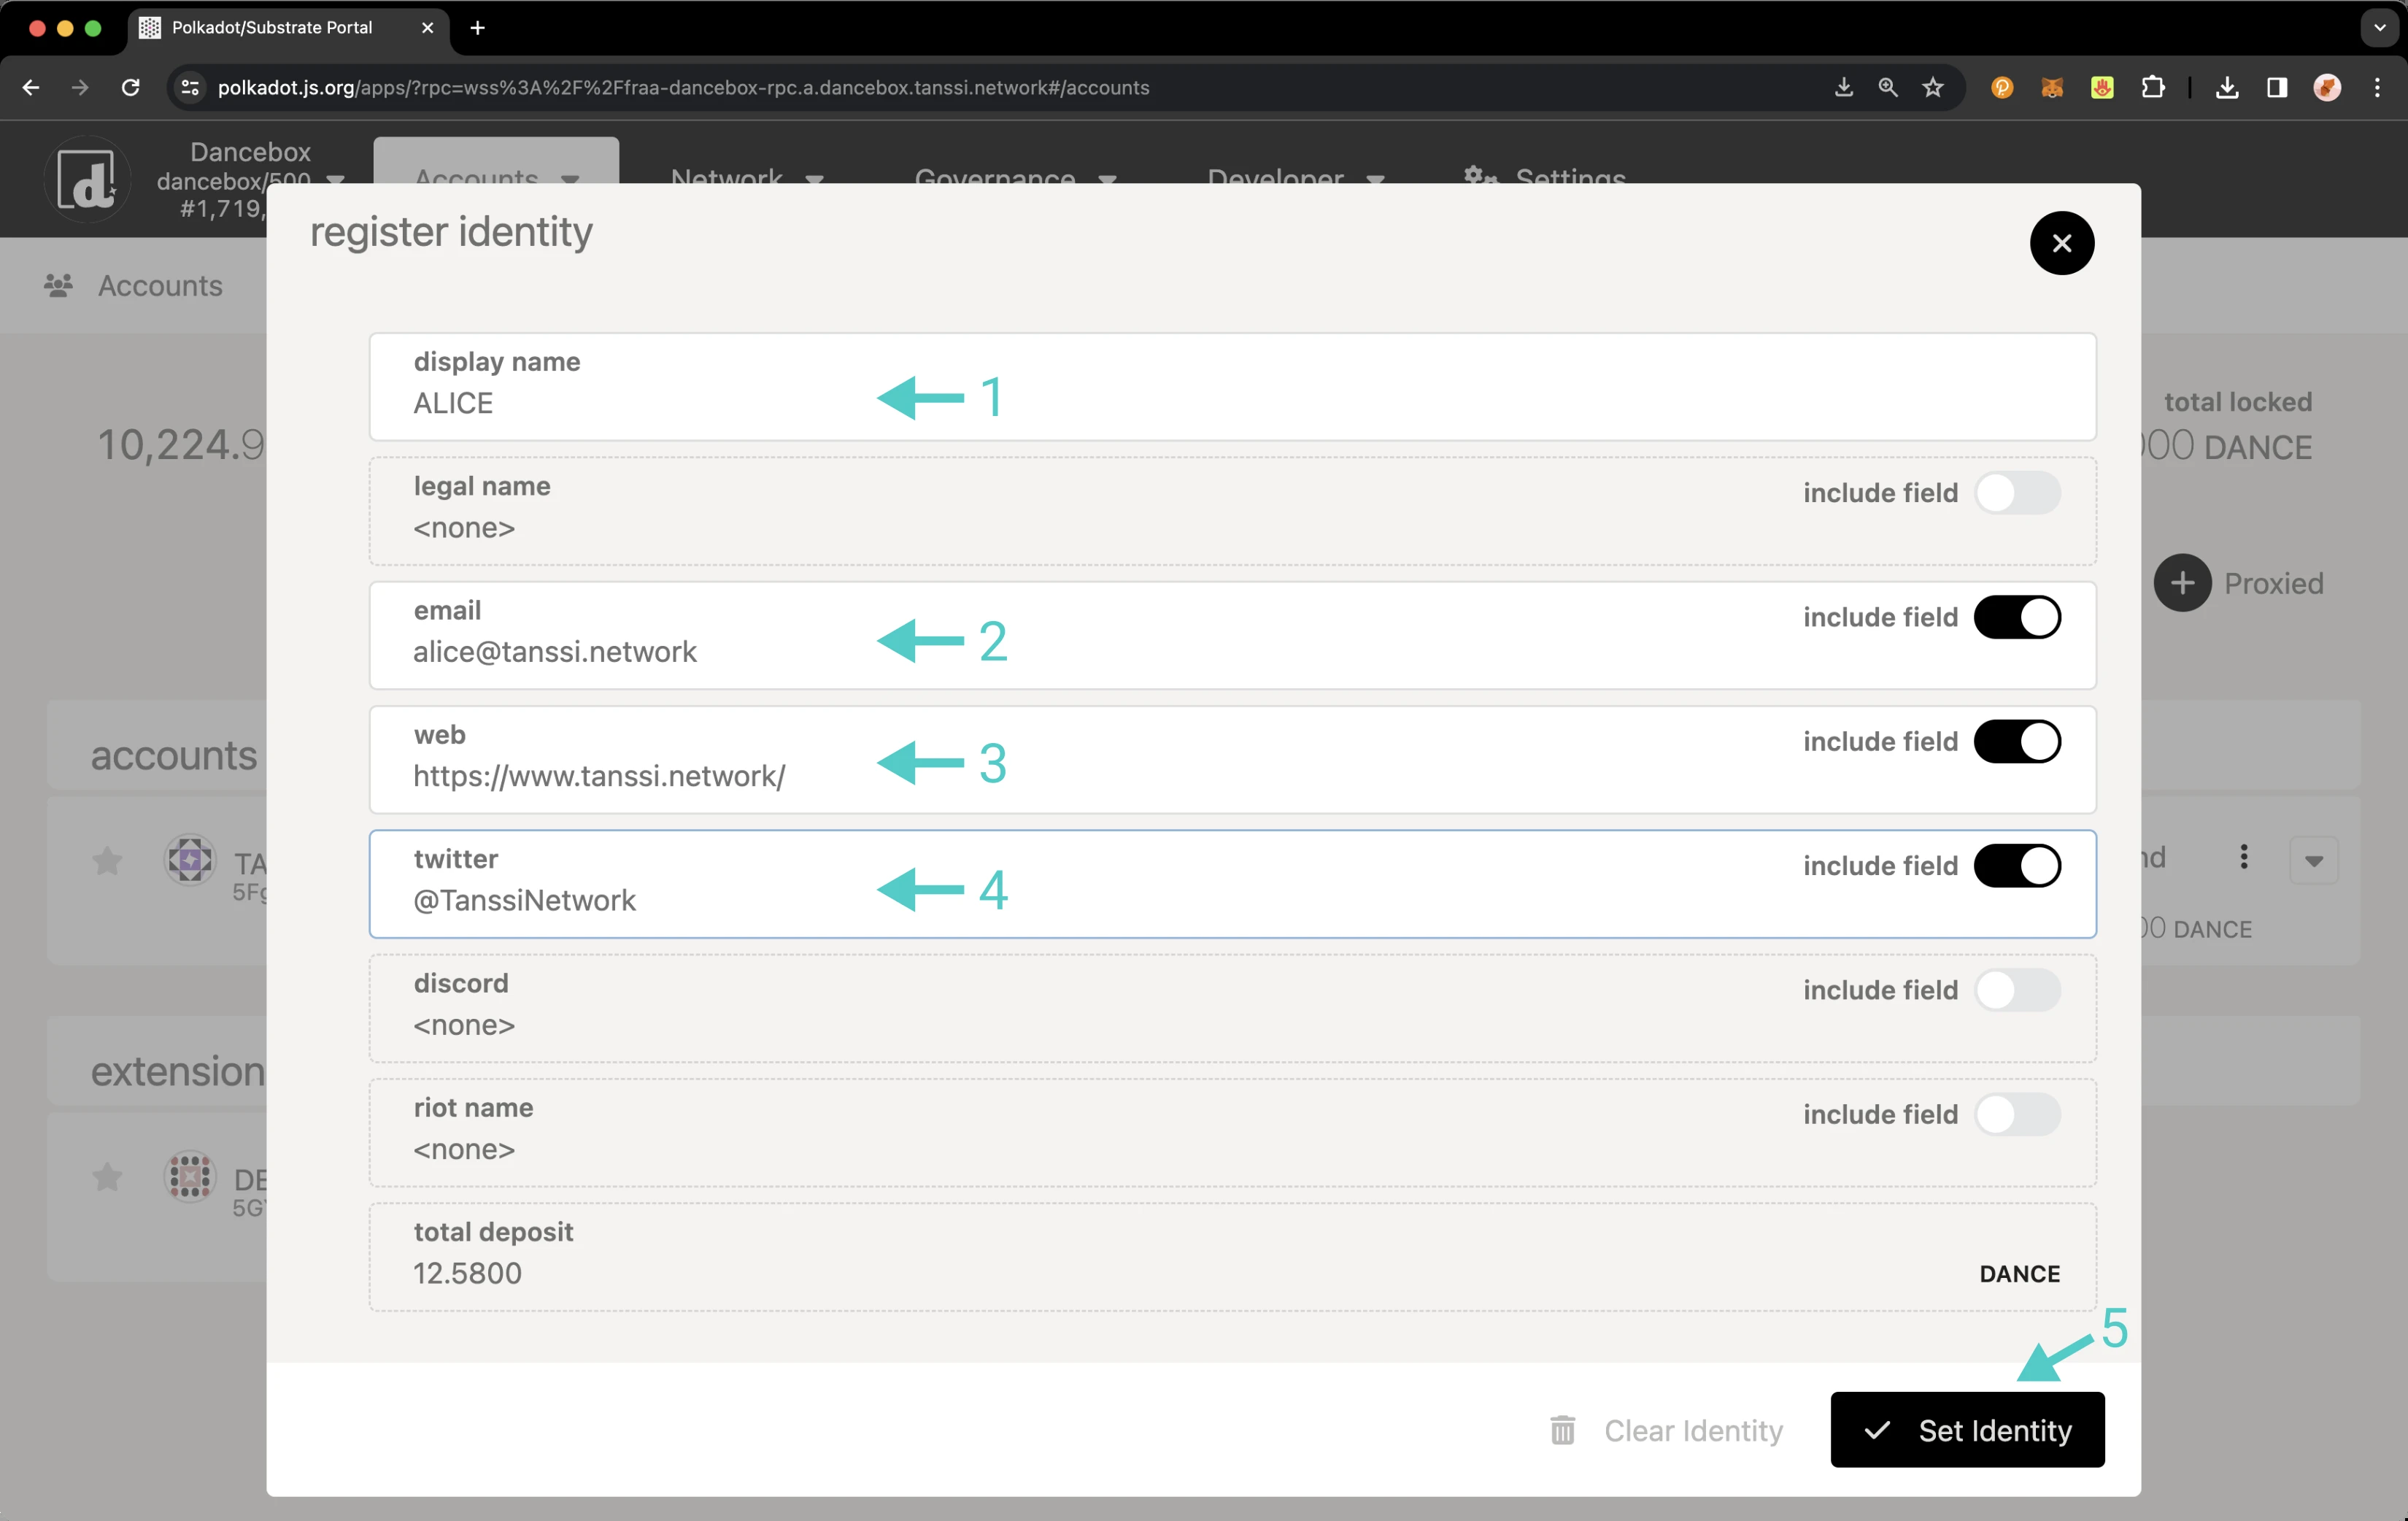 Polkadot/Substrate Portal
polkadot.js.org/apps/?rpc=wss%3A%2F%2Ffraa-dancebox-rpc.a.dancebox.tanssi.network#/accounts
Dancebox
dancebox/500
#1,719,
Accounts
Network
Governance
Developer
Settings
register identity
Accounts
display name
ALICE
1
total locked
10,224.9
000 DANCE
legal name
<none>
include field
email
alice@tanssi.network
2
include field
Proxied
web
https://www.tanssi.network/
3
include field
accounts
twitter
@TanssiNetwork
4
include field
TA
5Fg
nd
00 DANCE
discord
<none>
include field
extension
riot name
<none>
include field
DE
5G
total deposit
12.5800
DANCE
5
Clear Identity
Set Identity